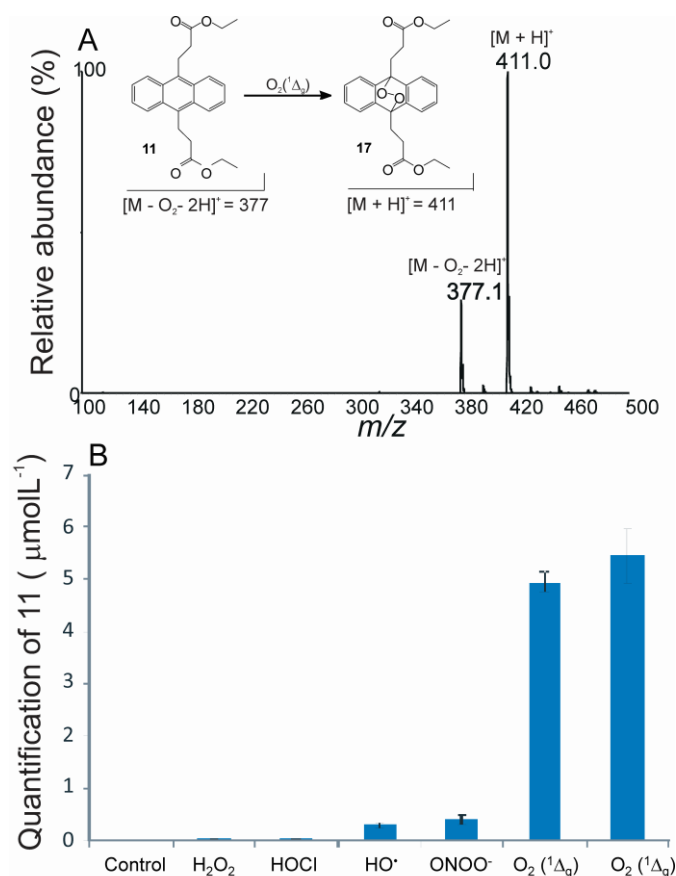 A
[M + H]⁺
411.0
100
O₂(¹Δg)
O
O
O
O
O
O
O
O
O
O
11
17
[M - O₂- 2H]⁺ = 377
[M + H]⁺ = 411
[M - O₂- 2H]⁺
377.1
Relative abundance (%)
0
100 140 180 220 260 300 340 380 420 460 500
m/z
B
Quantification of 11 ( μmolL⁻¹)
7
6
5
4
3
2
1
0
Control H₂O₂ HOCl HO• ONOO⁻ O₂ (¹Δg) O₂ (¹Δg)